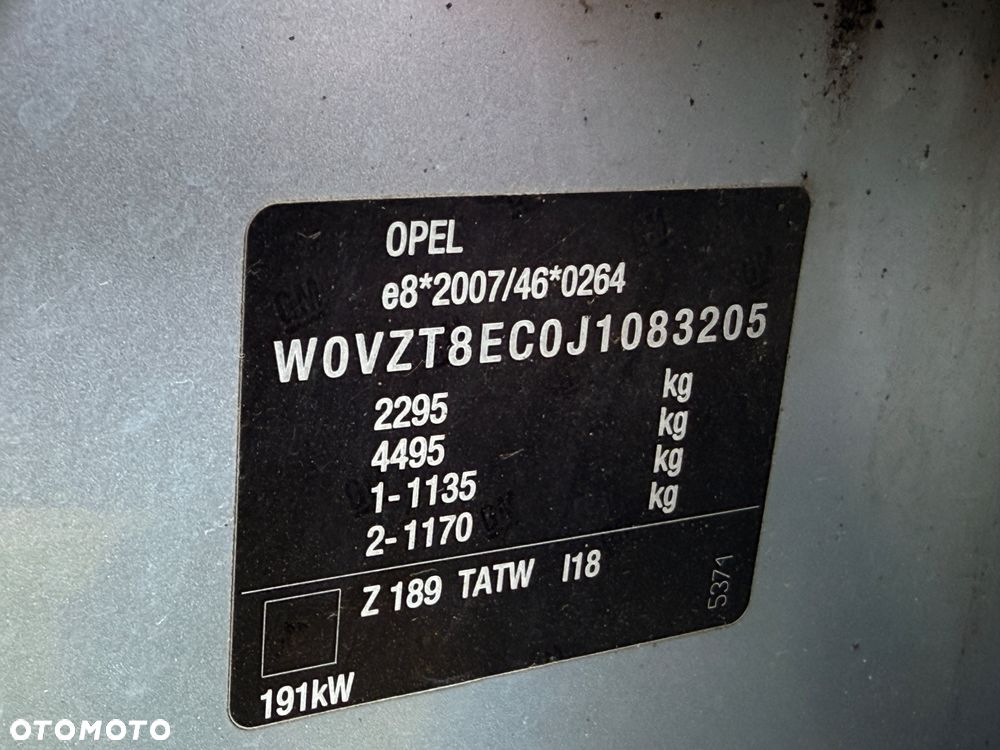 OPEL
e8*2007/46*0264
W0VZT8EC0J1083205
2295 kg
4495 kg
1-1135 kg
2-1170 kg
Z 189 TATW I18
5371
191kW
OTOMOTO